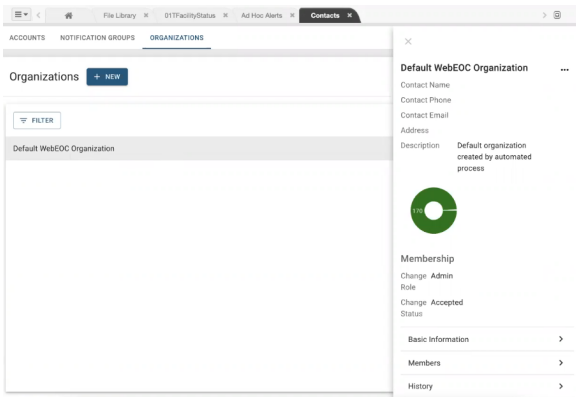 File Library × 01TFacilityStatus × Ad Hoc Alerts × Contacts ×
ACCOUNTS NOTIFICATION GROUPS ORGANIZATIONS
Organizations + NEW
FILTER
Default WebEOC Organization
Default WebEOC Organization ...
Contact Name
Contact Phone
Contact Email
Address
Description Default organization
created by automated
process
170
Membership
Change Admin
Role
Change Accepted
Status
Basic Information
Members
History